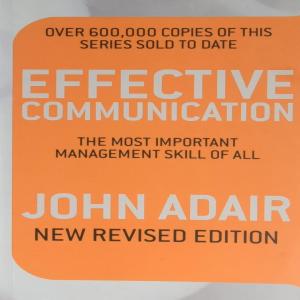 OVER 600,000 COPIES OF THIS
SERIES SOLD TO DATE
EFFECTIVE
COMMUNICATION
THE MOST IMPORTANT
MANAGEMENT SKILL OF ALL
JOHN ADAIR
NEW REVISED EDITION